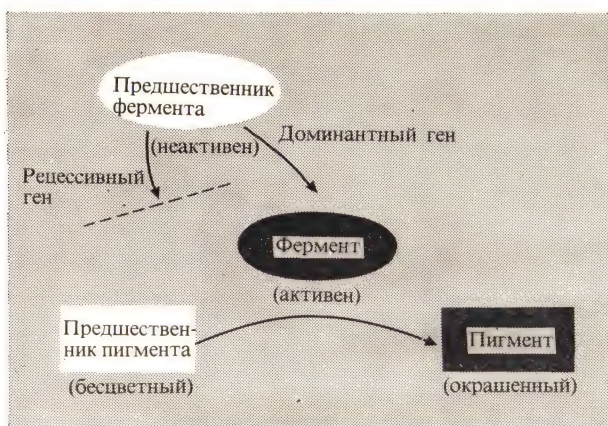 Предшественник
фермента
(неактивен)
Доминантный ген
Рецессивный
ген
Фермент
(активен)
Предшествен-
ник пигмента
(бесцветный)
Пигмент
(окрашенный)